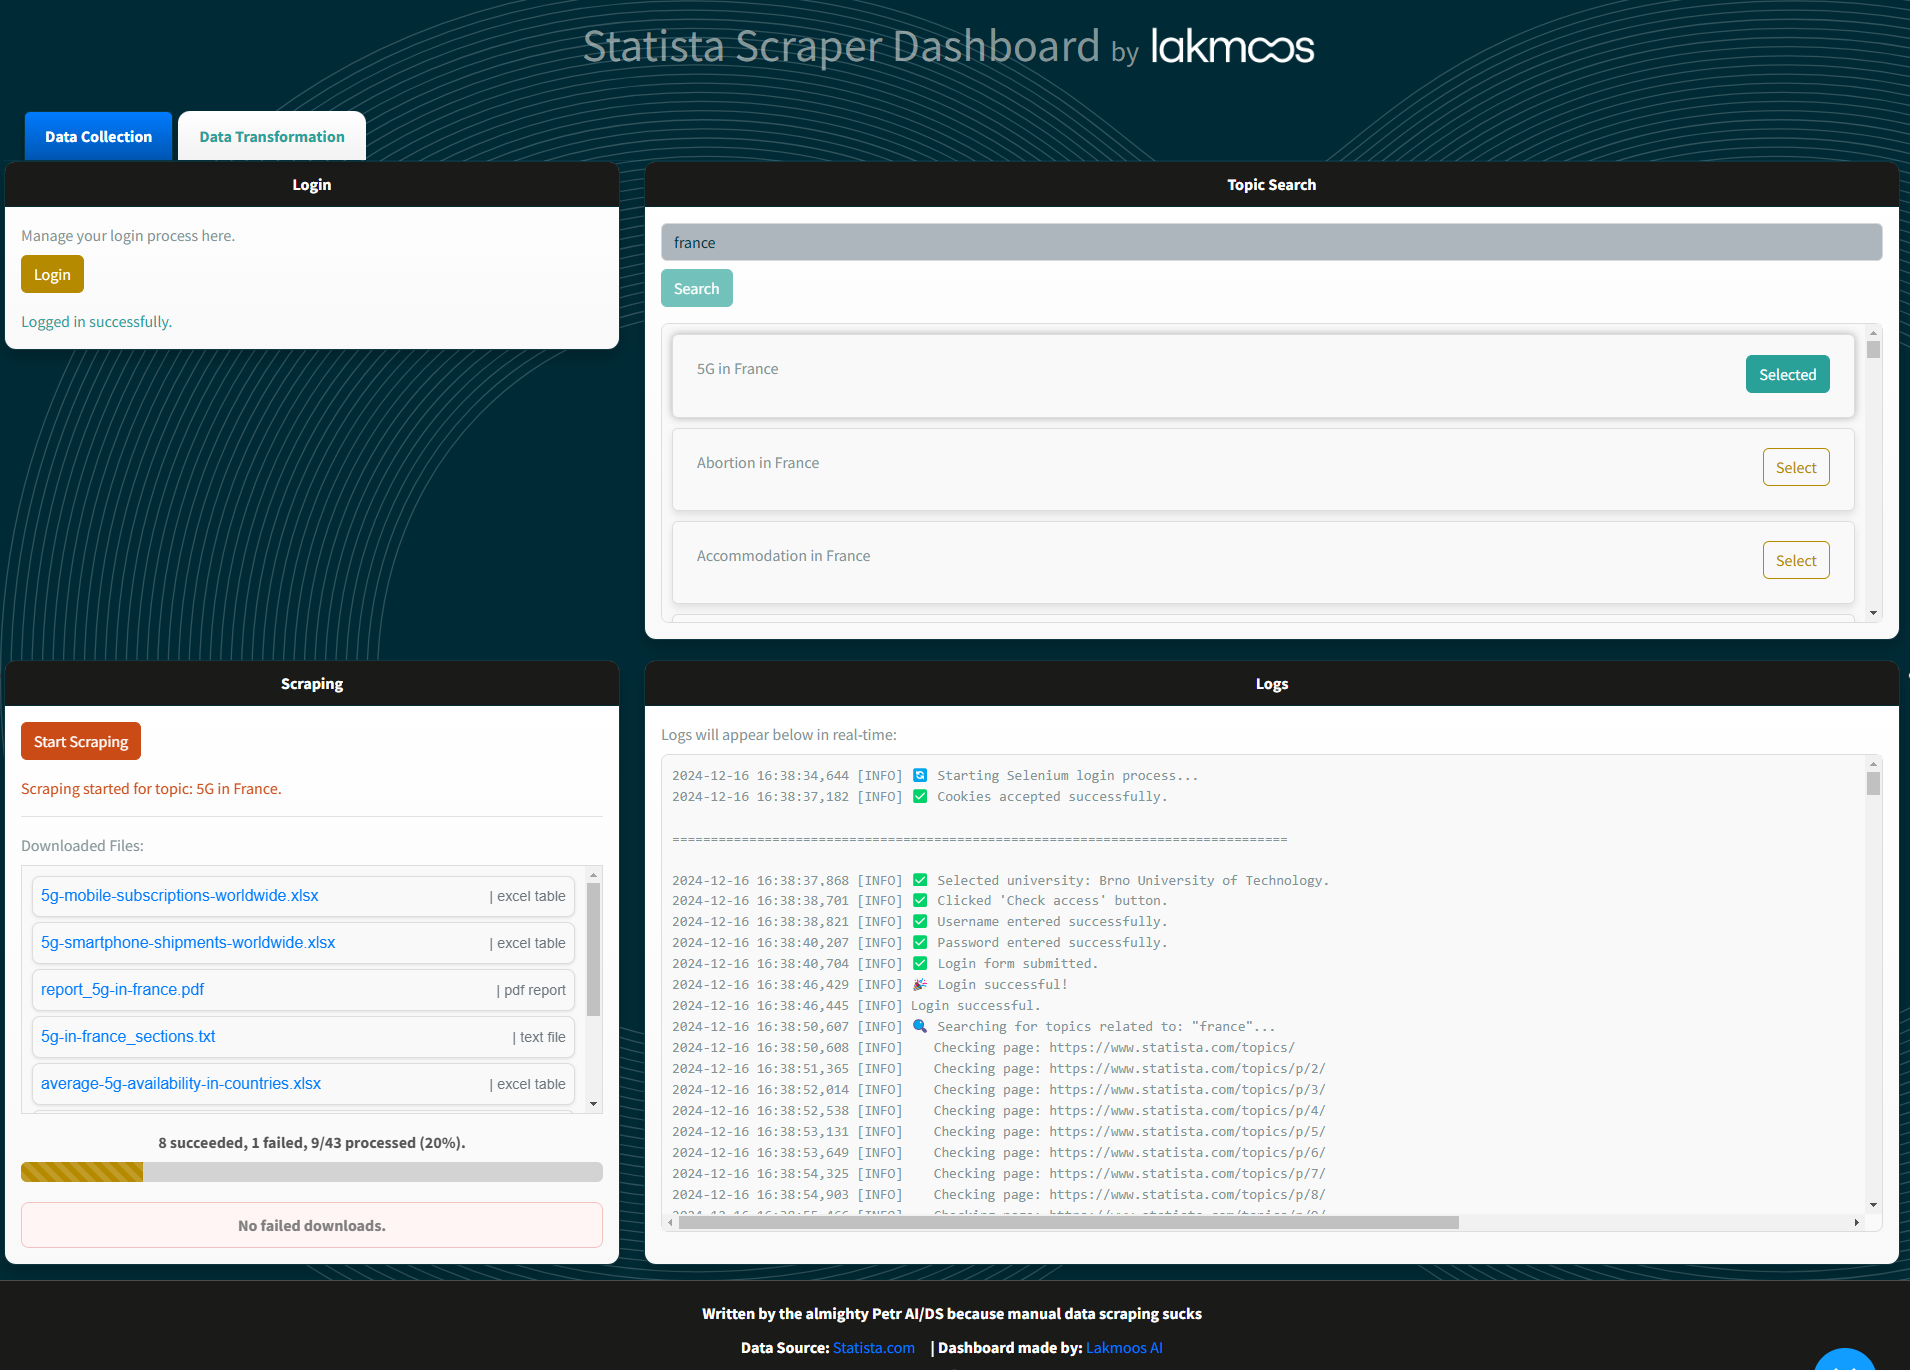 Statista Scraper Dashboard by lakmoos
Data Collection
Data Transformation
Login
Manage your login process here.
Login
Logged in successfully.
Topic Search
france
Search
5G in France
Selected
Abortion in France
Select
Accommodation in France
Select
Scraping
Start Scraping
Scraping started for topic: 5G in France.
Downloaded Files:
5g-mobile-subscriptions-worldwide.xlsx | excel table
5g-smartphone-shipments-worldwide.xlsx | excel table
report_5g-in-france.pdf | pdf report
5g-in-france_sections.txt | text file
average-5g-availability-in-countries.xlsx | excel table
8 succeeded, 1 failed, 9/43 processed (20%).
No failed downloads.
Logs
Logs will appear below in real-time:
2024-12-16 16:38:34,644 [INFO] 🔄 Starting Selenium login process...
2024-12-16 16:38:37,182 [INFO] ✅ Cookies accepted successfully.
================================================================================
2024-12-16 16:38:37,868 [INFO] ✅ Selected university: Brno University of Technology.
2024-12-16 16:38:38,701 [INFO] ✅ Clicked 'Check access' button.
2024-12-16 16:38:38,821 [INFO] ✅ Username entered successfully.
2024-12-16 16:38:40,207 [INFO] ✅ Password entered successfully.
2024-12-16 16:38:40,704 [INFO] ✅ Login form submitted.
2024-12-16 16:38:46,429 [INFO] 🎉 Login successful!
2024-12-16 16:38:46,445 [INFO] Login successful.
2024-12-16 16:38:50,607 [INFO] 🔍 Searching for topics related to: "france"...
2024-12-16 16:38:50,608 [INFO] Checking page: https://www.statista.com/topics/
2024-12-16 16:38:51,365 [INFO] Checking page: https://www.statista.com/topics/p/2/
2024-12-16 16:38:52,014 [INFO] Checking page: https://www.statista.com/topics/p/3/
2024-12-16 16:38:52,538 [INFO] Checking page: https://www.statista.com/topics/p/4/
2024-12-16 16:38:53,131 [INFO] Checking page: https://www.statista.com/topics/p/5/
2024-12-16 16:38:53,649 [INFO] Checking page: https://www.statista.com/topics/p/6/
2024-12-16 16:38:54,325 [INFO] Checking page: https://www.statista.com/topics/p/7/
2024-12-16 16:38:54,903 [INFO] Checking page: https://www.statista.com/topics/p/8/
Written by the almighty Petr AI/DS because manual data scraping sucks
Data Source: Statista.com | Dashboard made by: Lakmoos AI